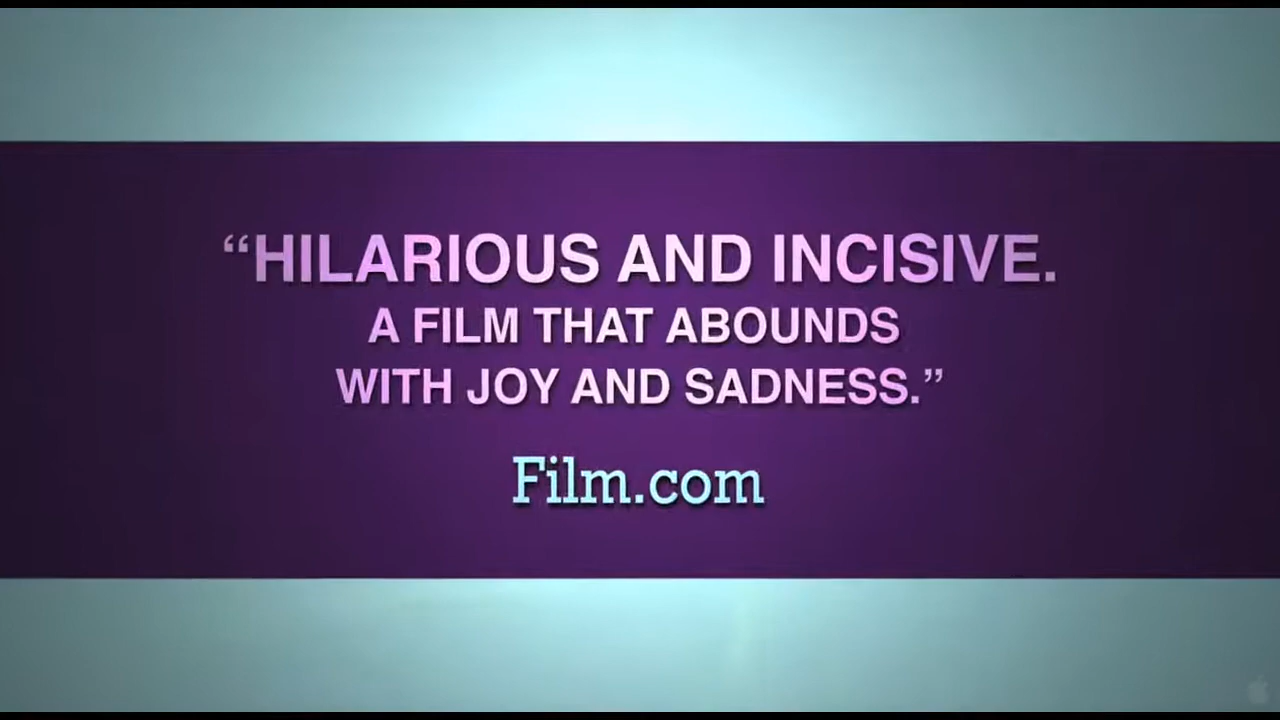 “HILARIOUS AND INCISIVE.
A FILM THAT ABOUNDS
WITH JOY AND SADNESS.”
Film.com